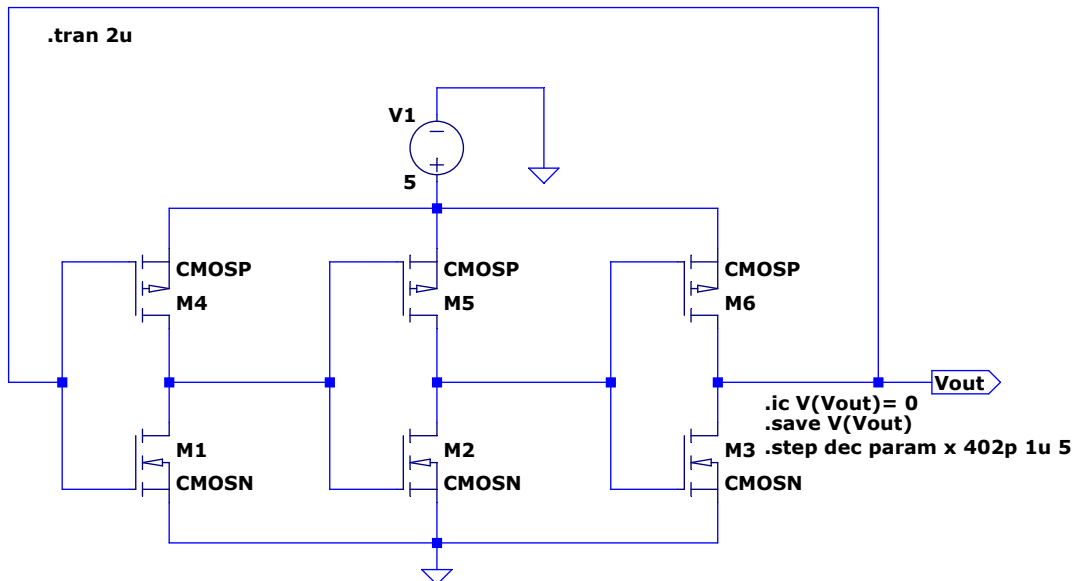 .tran 2u
V1
5
CMOSP
M4
CMOSP
M5
CMOSP
M6
Vout
.ic V(Vout)= 0
.save V(Vout)
.step dec param x 402p 1u 5
M1
CMOSN
M2
CMOSN
M3
CMOSN